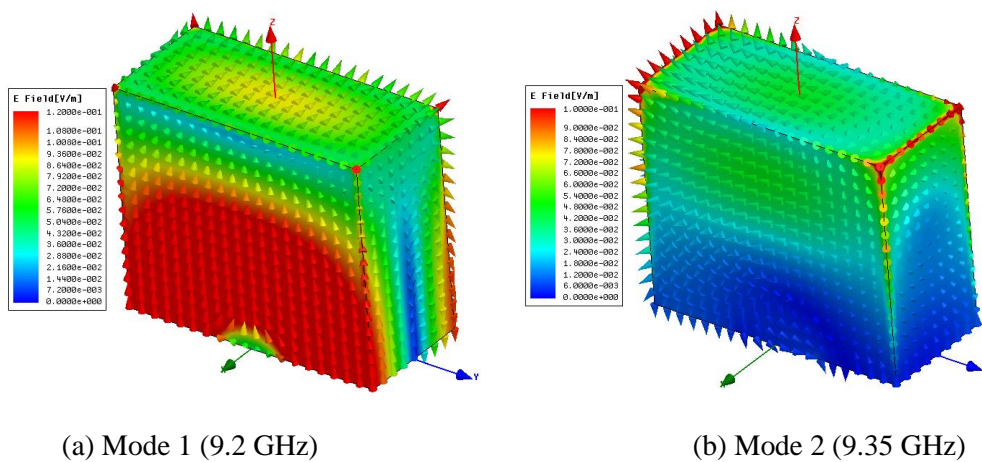 Z
E Field[V/m]
1.2000e-001
1.0800e-001
1.0080e-001
9.3600e-002
8.6400e-002
7.9200e-002
7.2000e-002
6.4800e-002
5.7600e-002
5.0400e-002
4.3200e-002
3.6000e-002
2.8800e-002
2.1600e-002
1.4400e-002
7.2000e-003
0.0000e+000
X
Y
Z
E Field[V/m]
1.0000e-001
9.0000e-002
8.4000e-002
7.8000e-002
7.2000e-002
6.6000e-002
6.0000e-002
5.4000e-002
4.8000e-002
4.2000e-002
3.6000e-002
3.0000e-002
2.4000e-002
1.8000e-002
1.2000e-002
6.0000e-003
0.0000e+000
X
(a) Mode 1 (9.2 GHz)
(b) Mode 2 (9.35 GHz)